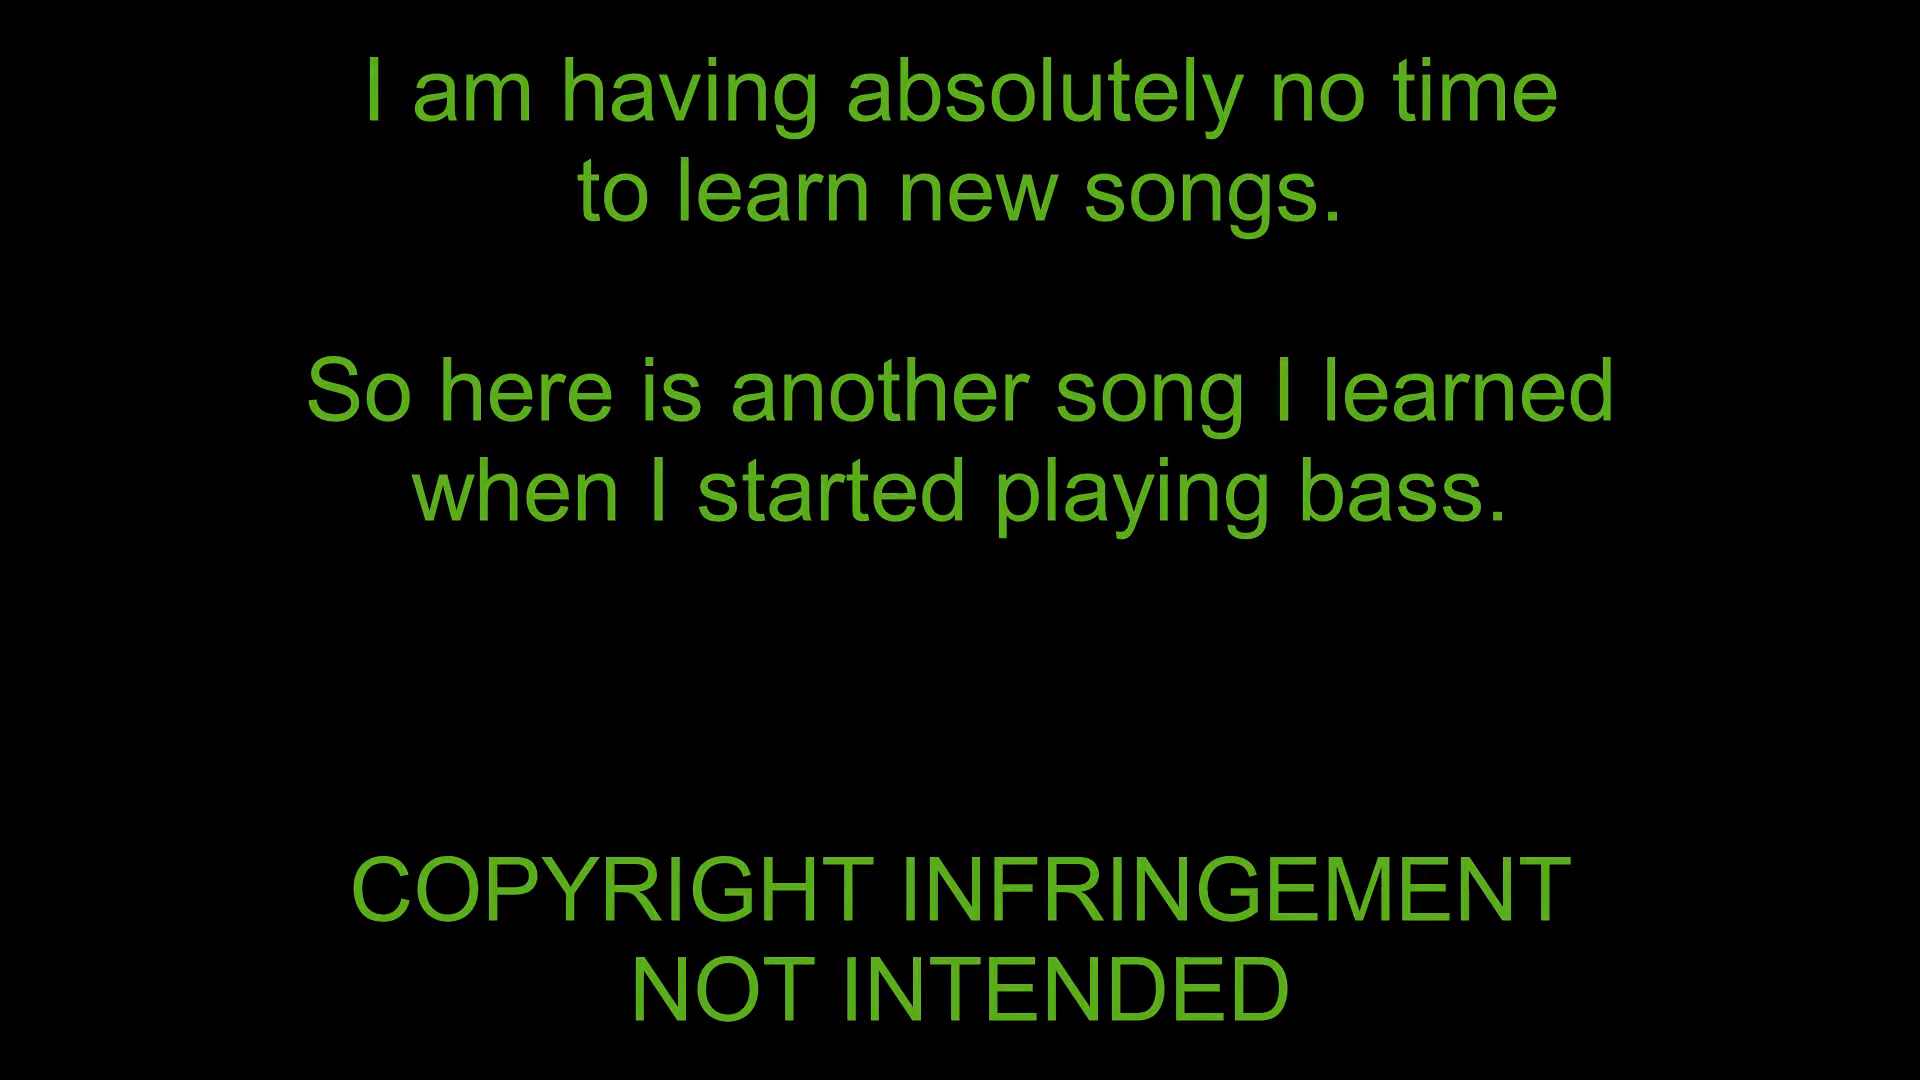 I am having absolutely no time
to learn new songs.
So here is another song I learned
when I started playing bass.
COPYRIGHT INFRINGEMENT
NOT INTENDED